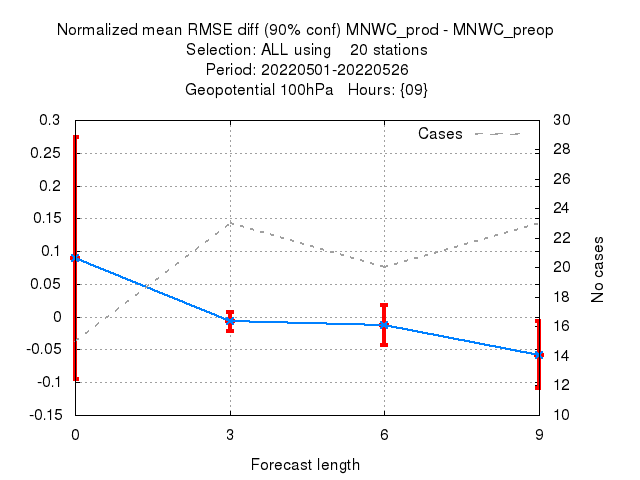 Normalized mean RMSE diff (90% conf) MNWC_prod - MNWC_preop
Selection: ALL using    20 stations
Period: 20220501-20220526
Geopotential 100hPa   Hours: {09}
0.3
0.25
0.2
0.15
0.1
0.05
0
-0.05
-0.1
-0.15
Cases
30
28
26
24
22
20
18
16
14
12
10
No cases
0 3 6 9
Forecast length